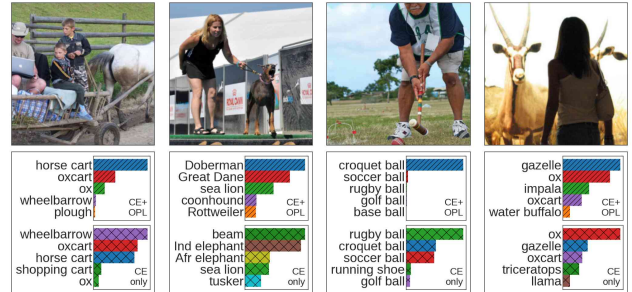 horse cart
oxcart
ox
wheelbarrow
plough
CE+
OPL
Doberman
Great Dane
sea lion
coonhound
Rottweiler
CE+
OPL
croquet ball
soccer ball
rugby ball
golf ball
base ball
CE+
OPL
gazelle
ox
impala
oxcart
water buffalo
CE+
OPL
wheelbarrow
oxcart
horse cart
shopping cart
ox
CE
only
beam
Ind elephant
Afr elephant
sea lion
tusker
CE
only
rugby ball
croquet ball
soccer ball
running shoe
golf ball
CE
only
ox
gazelle
oxcart
triceratops
llama
CE
only